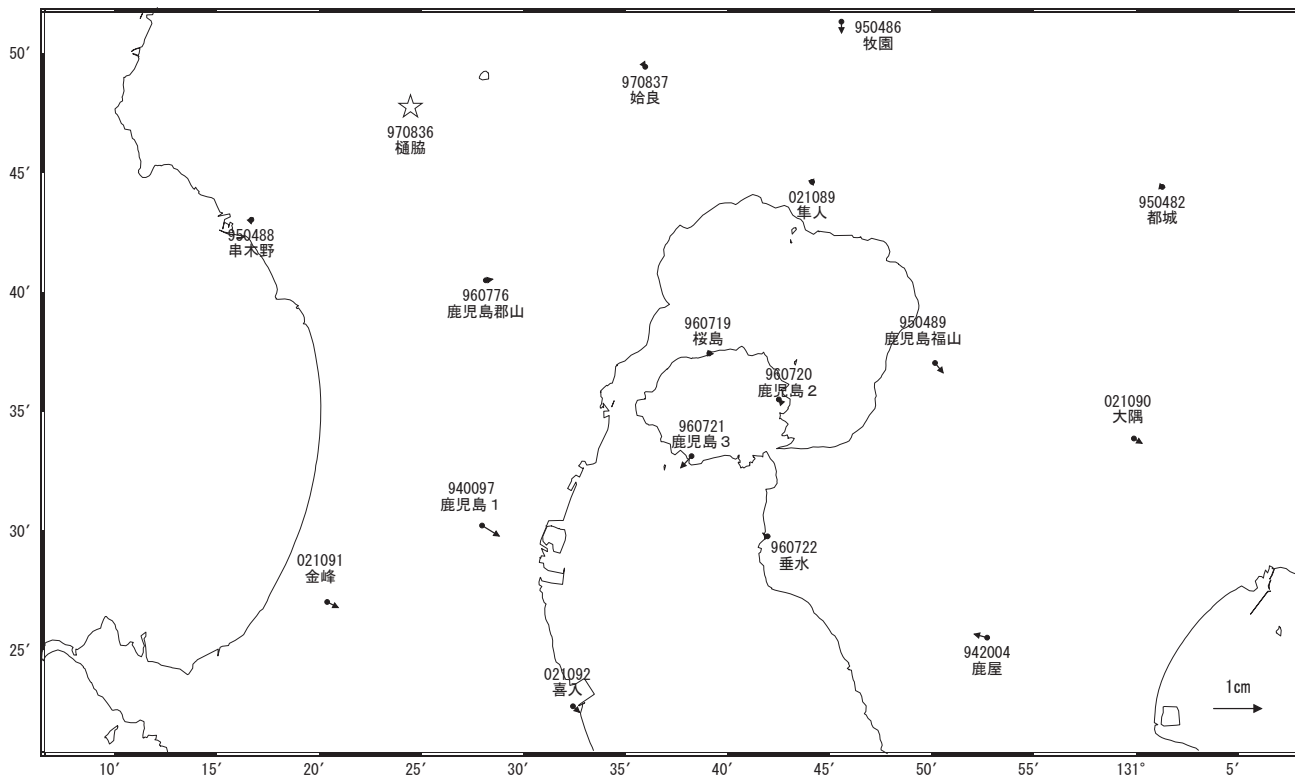 50′
45′
40′
35′
30′
25′
950486
牧園
970837
姶良
970836
樋脇
021089
隼人
950482
都城
950488
串木野
960776
鹿児島郡山
960719
桜島
950489
鹿児島福山
960720
鹿児島２
021090
大隅
960721
鹿児島３
940097
鹿児島１
960722
垂水
021091
金峰
942004
鹿屋
021092
喜入
1cm
10′
15′
20′
25′
30′
35′
40′
45′
50′
55′
131°
5′